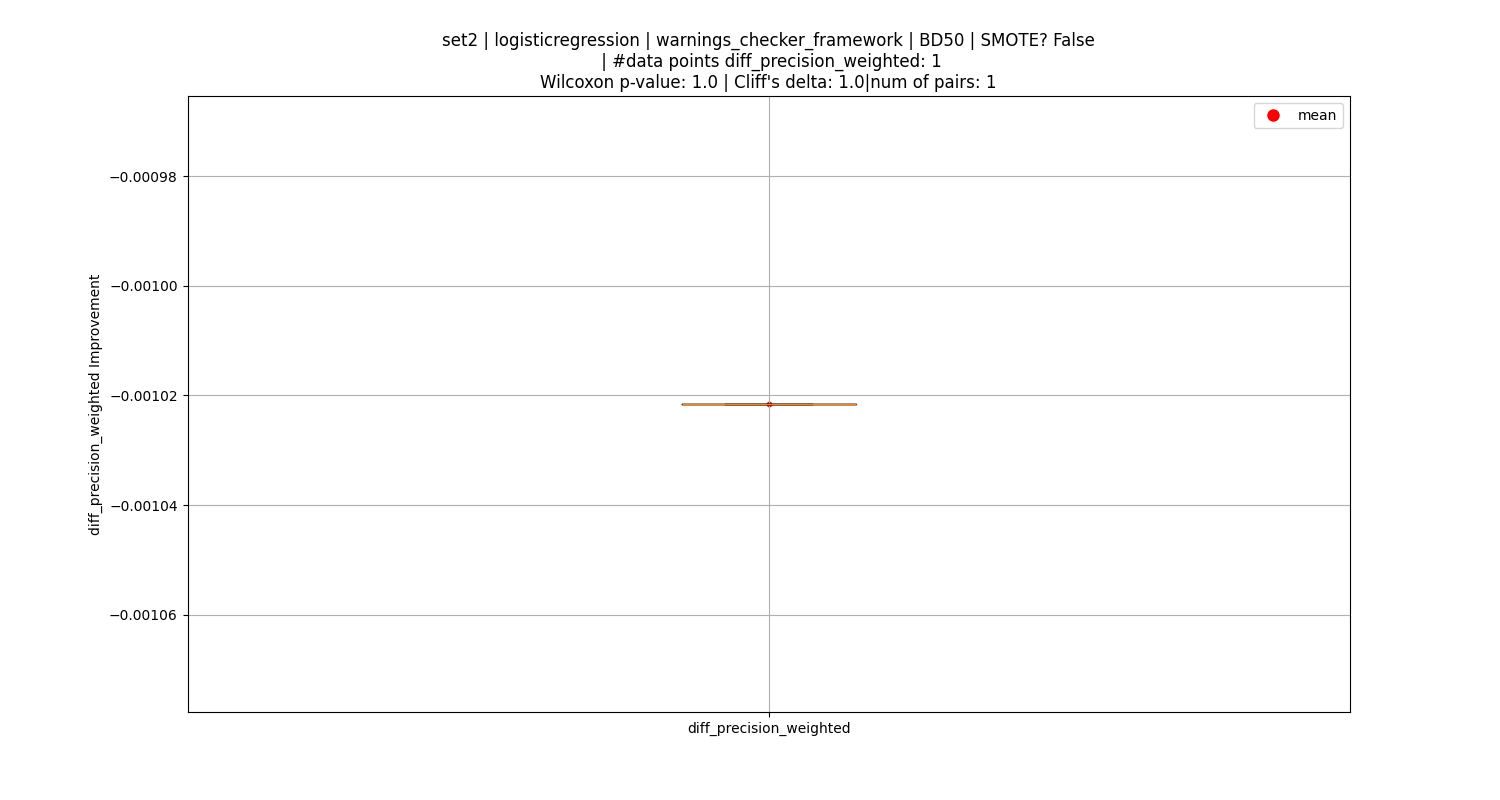 set2 | logisticregression | warnings_checker_framework | BD50 | SMOTE? False
| #data points diff_precision_weighted: 1
Wilcoxon p-value: 1.0 | Cliff's delta: 1.0|num of pairs: 1
mean
−0.00098
−0.00100
−0.00102
−0.00104
−0.00106
diff_precision_weighted Improvement
diff_precision_weighted